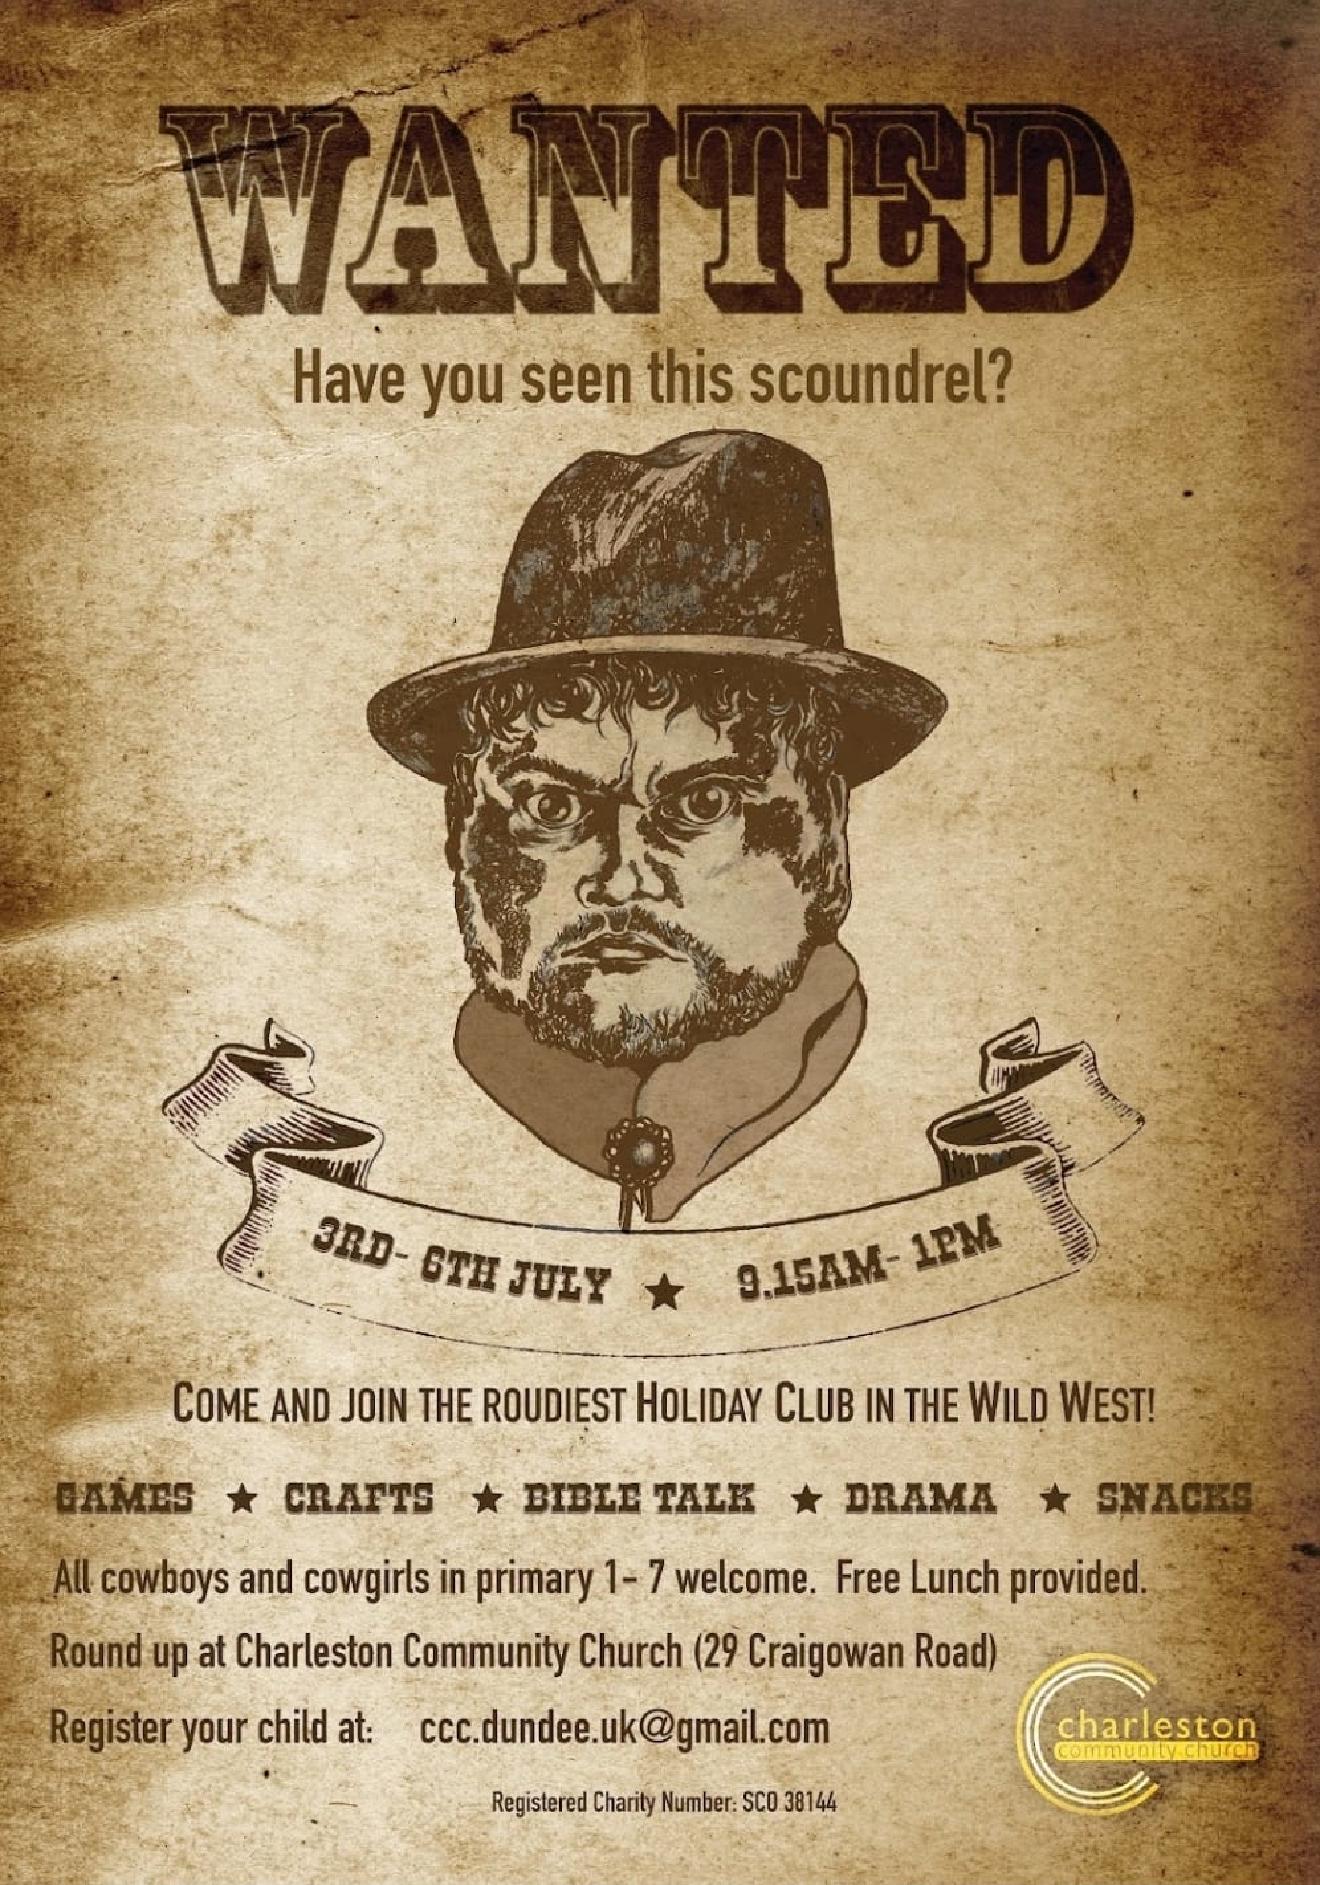 WANTED
Have you seen this scoundrel?
3RD- 6TH JULY ★ 9.15AM- 1PM
COME AND JOIN THE ROUDIEST HOLIDAY CLUB IN THE WILD WEST!
GAMES ★ CRAFTS ★ BIBLE TALK ★ DRAMA ★ SNACKS
All cowboys and cowgirls in primary 1- 7 welcome. Free Lunch provided.
Round up at Charleston Community Church (29 Craigowan Road)
Register your child at: ccc.dundee.uk@gmail.com
charleston
community church
Registered Charity Number: SCO 38144